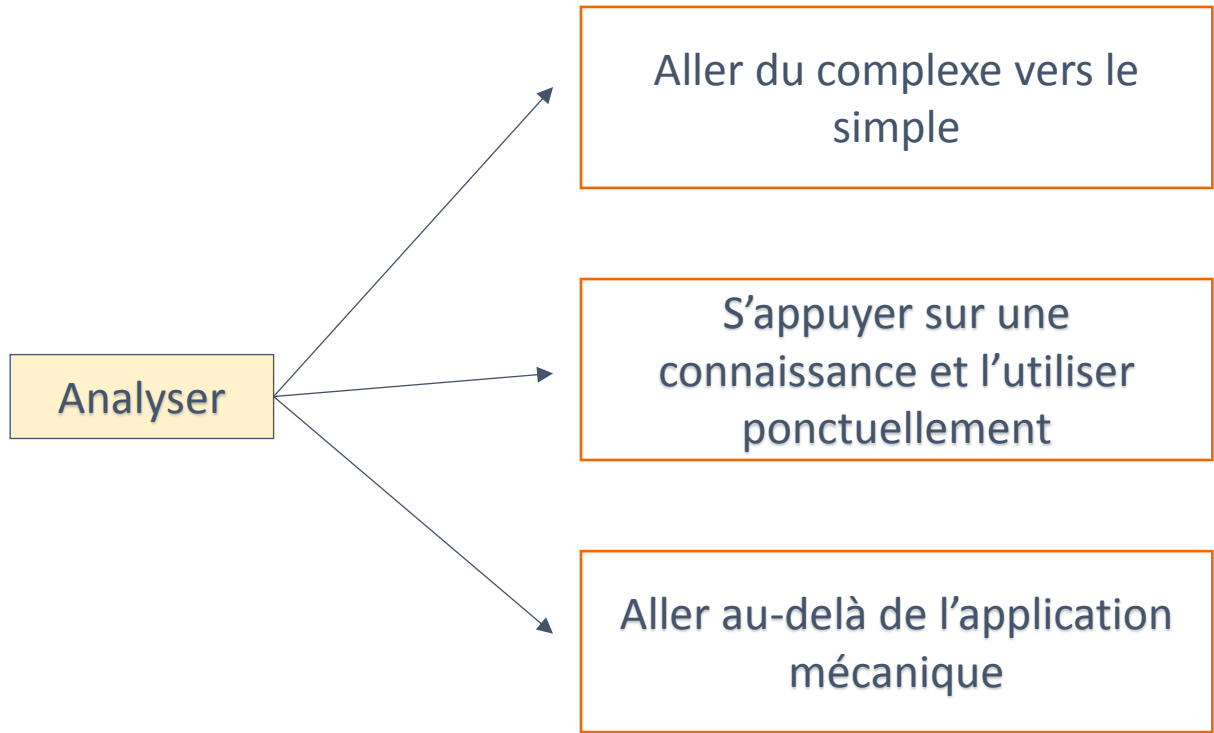 Aller du complexe vers le
simple
Analyser
S’appuyer sur une
connaissance et l’utiliser
ponctuellement
Aller au-delà de l’application
mécanique